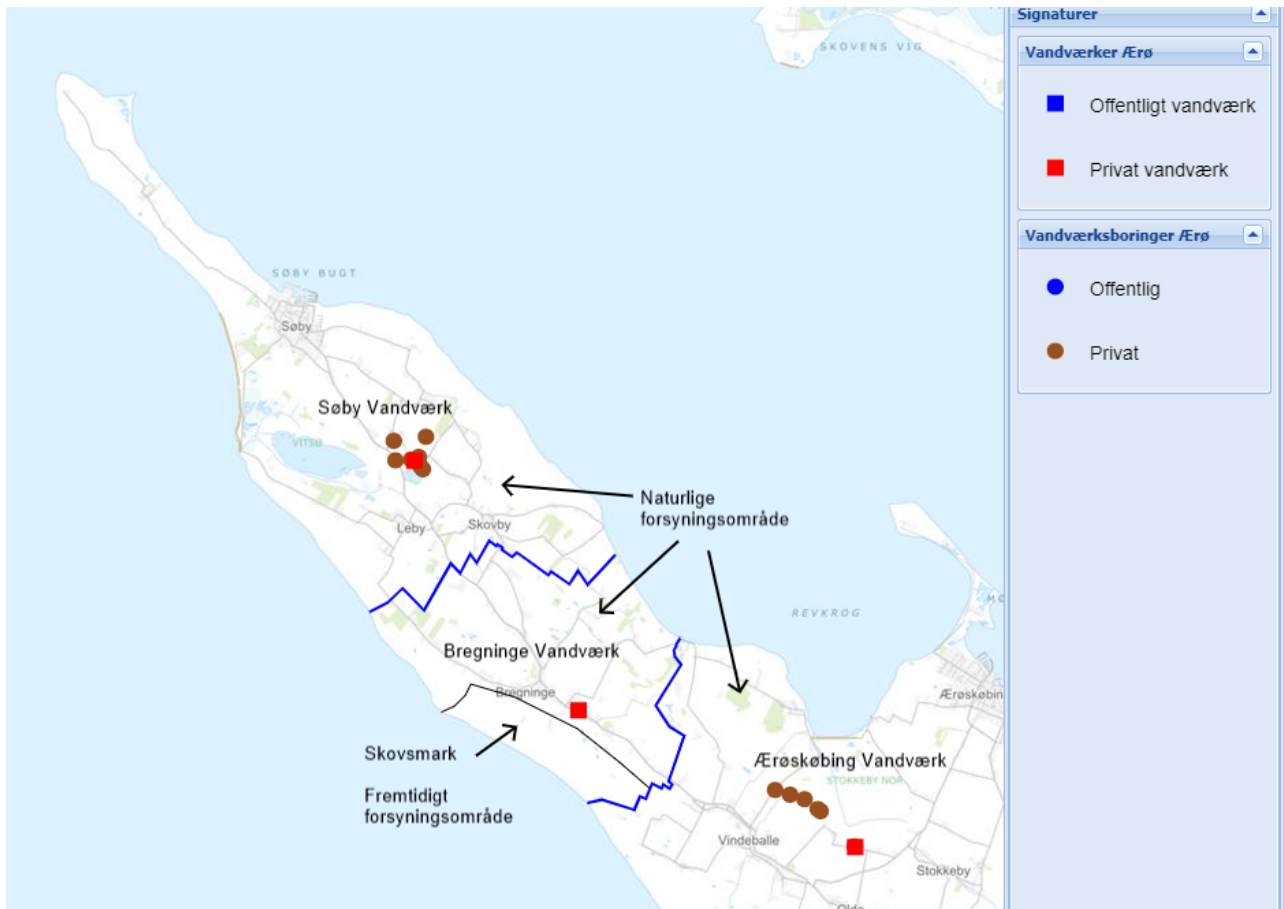 SKOVENS VIG
SØBY BUGT
Søby
Søby Vandværk
VITSØ
Naturlige
forsyningsområde
Leby
Skovby
REVKROG
Bregninge Vandværk
Bregninge
Ærøskøbin
Skovsmark
Ærøskøbing Vandværk
STOKKEBY NOR
Fremtidigt
forsyningsområde
Vindeballe
Stokkeby
Signaturer
Vandværker Ærø
Offentligt vandværk
Privat vandværk
Vandværksboringer Ærø
Offentlig
Privat